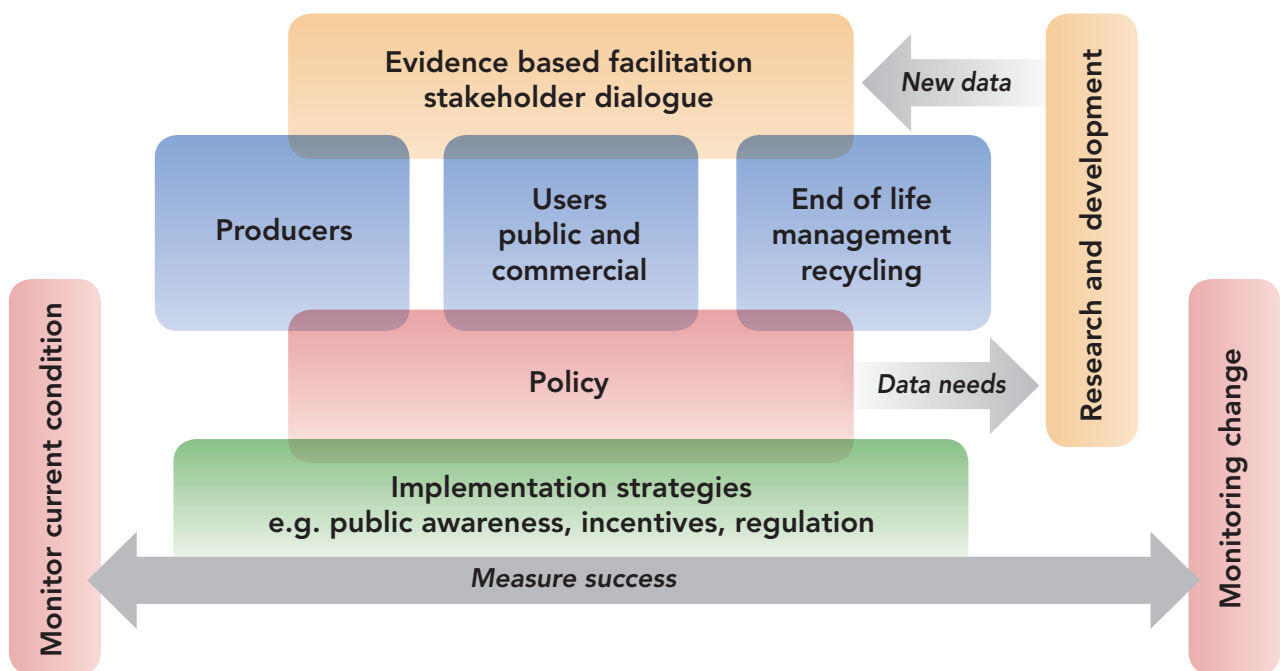 Evidence based facilitation
stakeholder dialogue
New data
Research and development
Producers
Users
public and
commercial
End of life
management
recycling
Policy
Data needs
Monitor current condition
Monitoring change
Implementation strategies
e.g. public awareness, incentives, regulation
Measure success